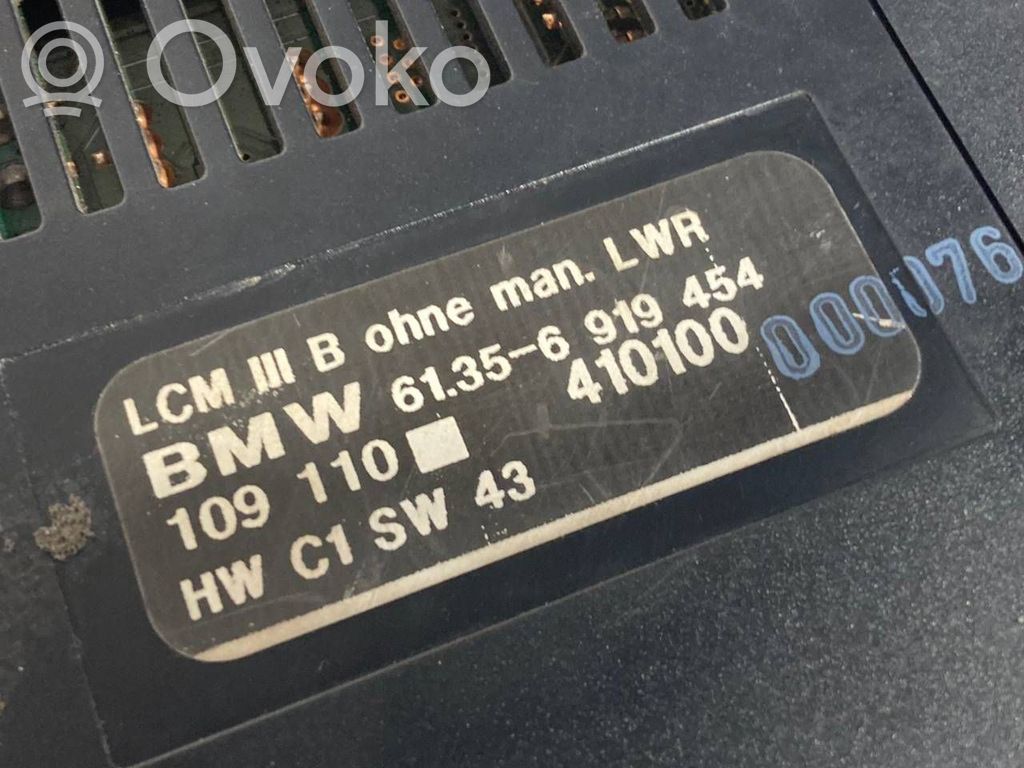 Ovoko
LCM III B ohne man. LWR
BMW 61.35-6 919 454
109 110 410100
HW C1 SW 43
000076